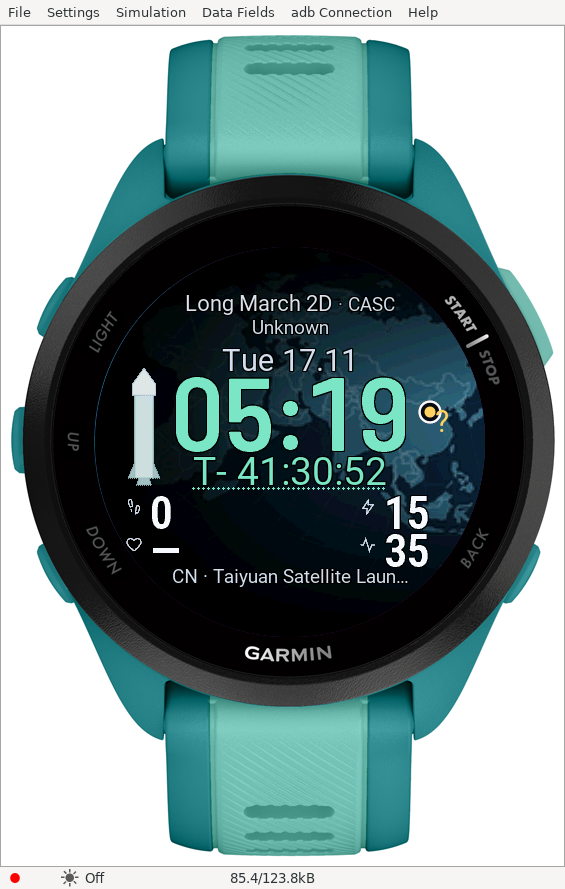 File Settings Simulation Data Fields adb Connection Help
Long March 2D · CASC
Unknown
Tue 17.11
05:19
?
T- 41:30:52
0 15
— 35
CN · Taiyuan Satellite Laun...
LIGHT
UP
DOWN
START
STOP
BACK
GARMIN
Off 85.4/123.8kB